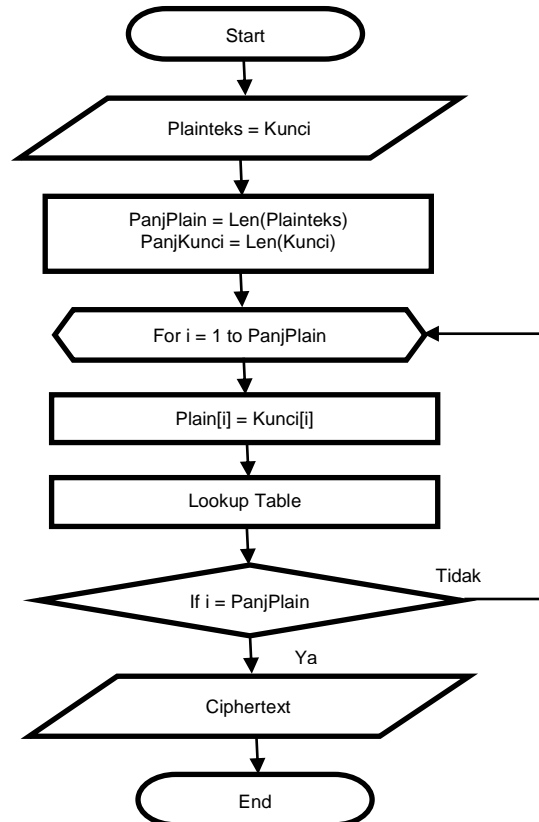 Start
Plainteks = Kunci
PanjPlain = Len(Plainteks)
PanjKunci = Len(Kunci)
For i = 1 to PanjPlain
Plain[i] = Kunci[i]
Lookup Table
Tidak
If i = PanjPlain
Ya
Ciphertext
End